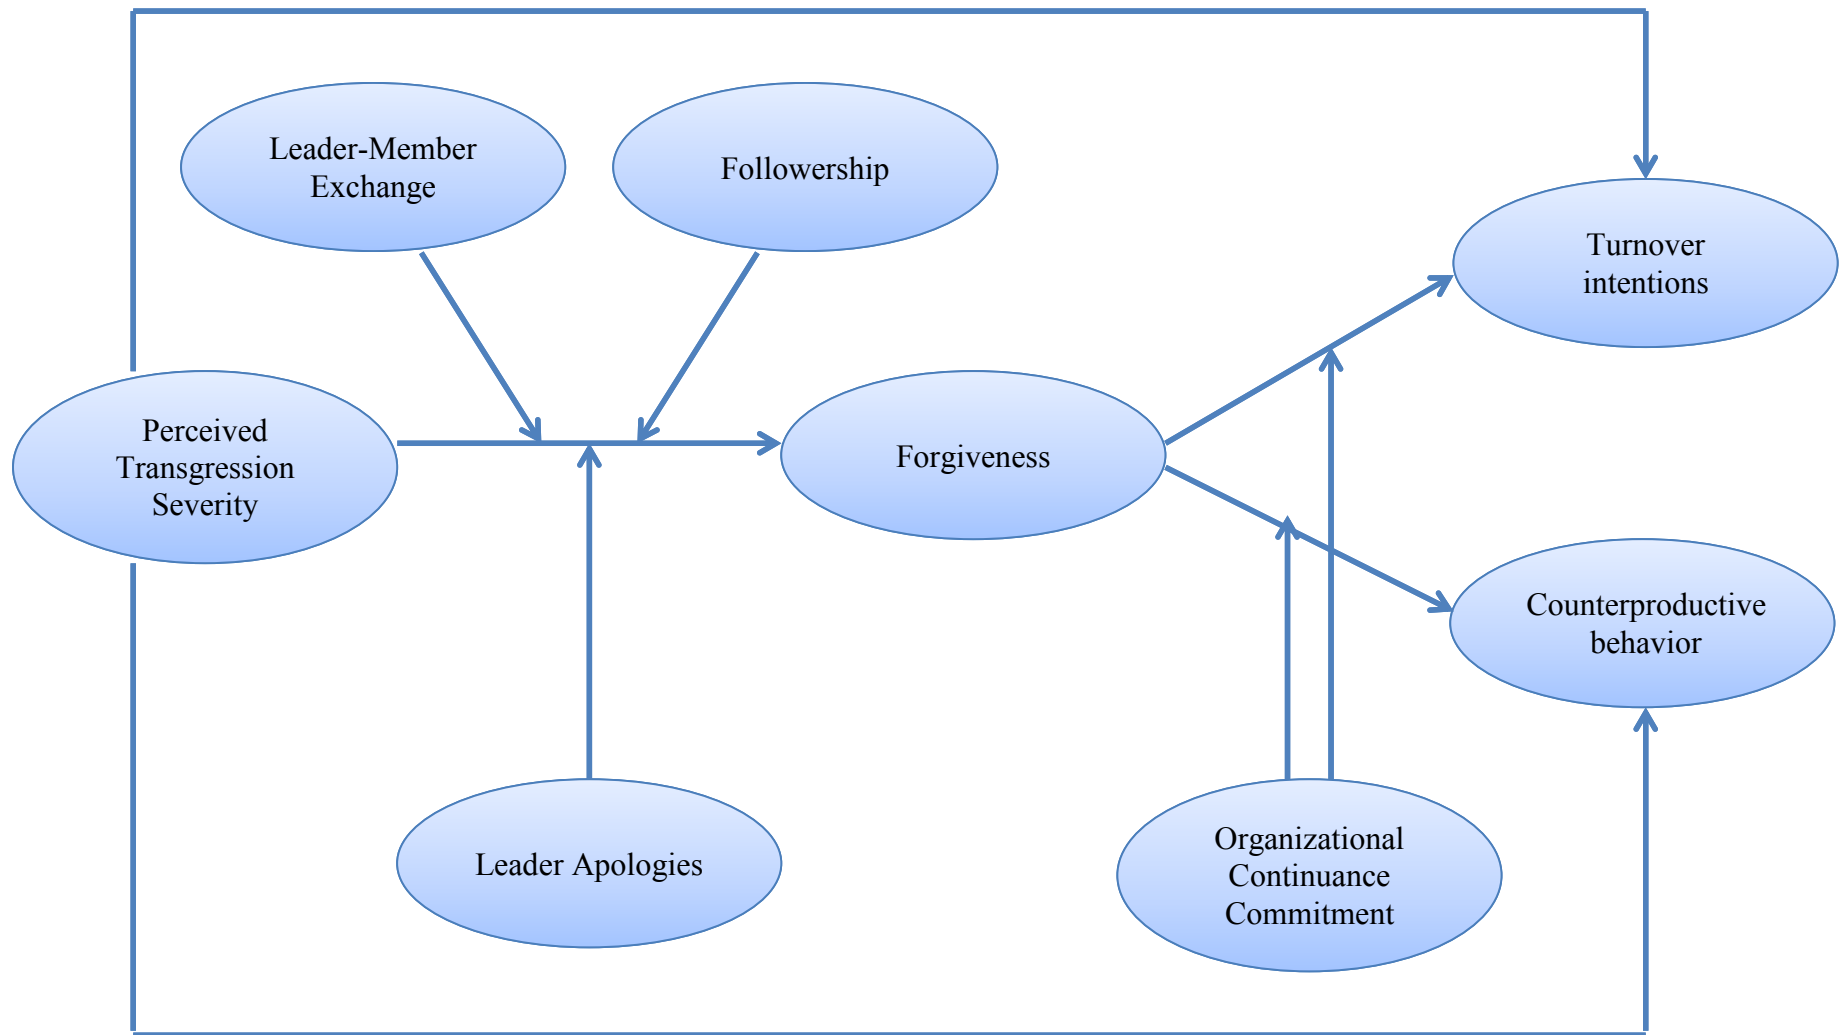 Leader-Member
Exchange
Followership
Turnover
intentions
Perceived
Transgression
Severity
Forgiveness
Counterproductive
behavior
Leader Apologies
Organizational
Continuance
Commitment